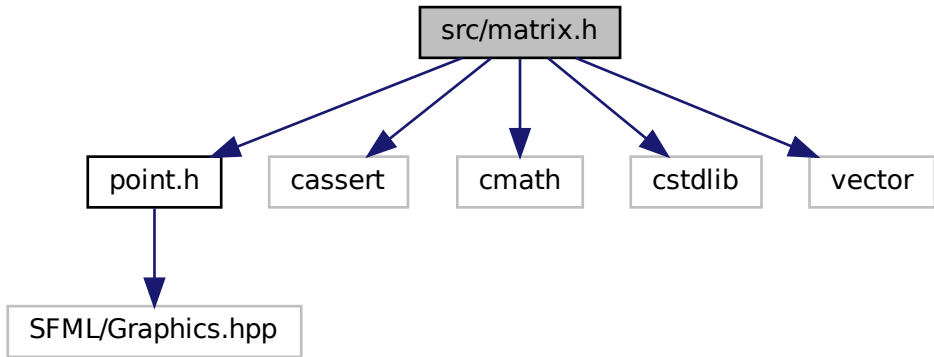 src/matrix.h
point.h
cassert
cmath
cstdlib
vector
SFML/Graphics.hpp